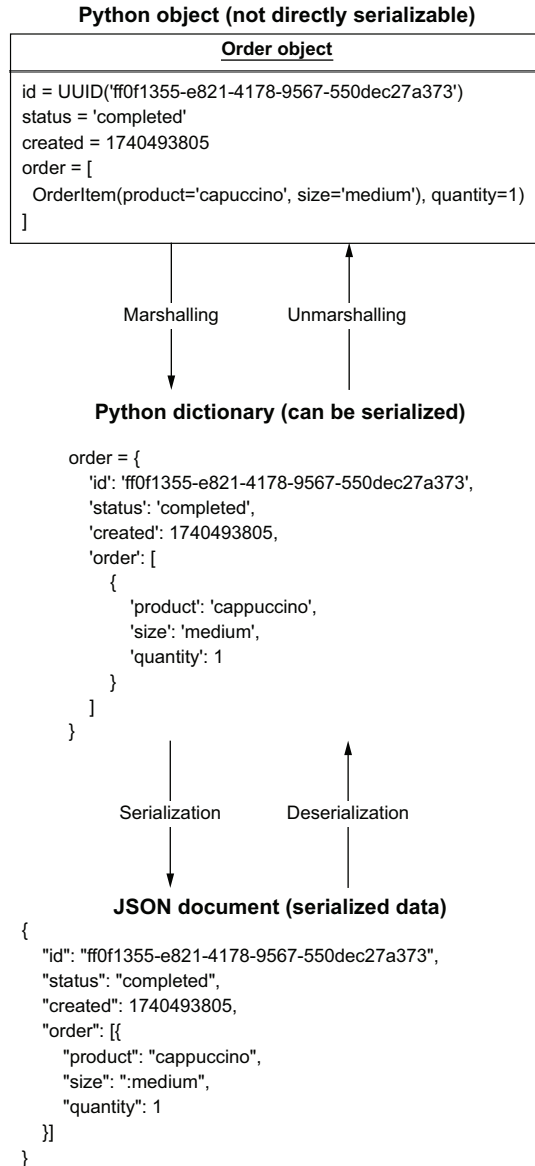 Python object (not directly serializable)
Order object
id = UUID('ff0f1355-e821-4178-9567-550dec27a373')
status = 'completed'
created = 1740493805
order = [
OrderItem(product='capuccino', size='medium'), quantity=1)
]
Marshalling
Unmarshalling
Python dictionary (can be serialized)
order = {
'id': 'ff0f1355-e821-4178-9567-550dec27a373',
'status': 'completed',
'created': 1740493805,
'order': [
{
'product': 'cappuccino',
'size': 'medium',
'quantity': 1
}
]
}
Serialization
Deserialization
JSON document (serialized data)
{
"id": "ff0f1355-e821-4178-9567-550dec27a373",
"status": "completed",
"created": 1740493805,
"order": [{
"product": "cappuccino",
"size": ":medium",
"quantity": 1
}]
}